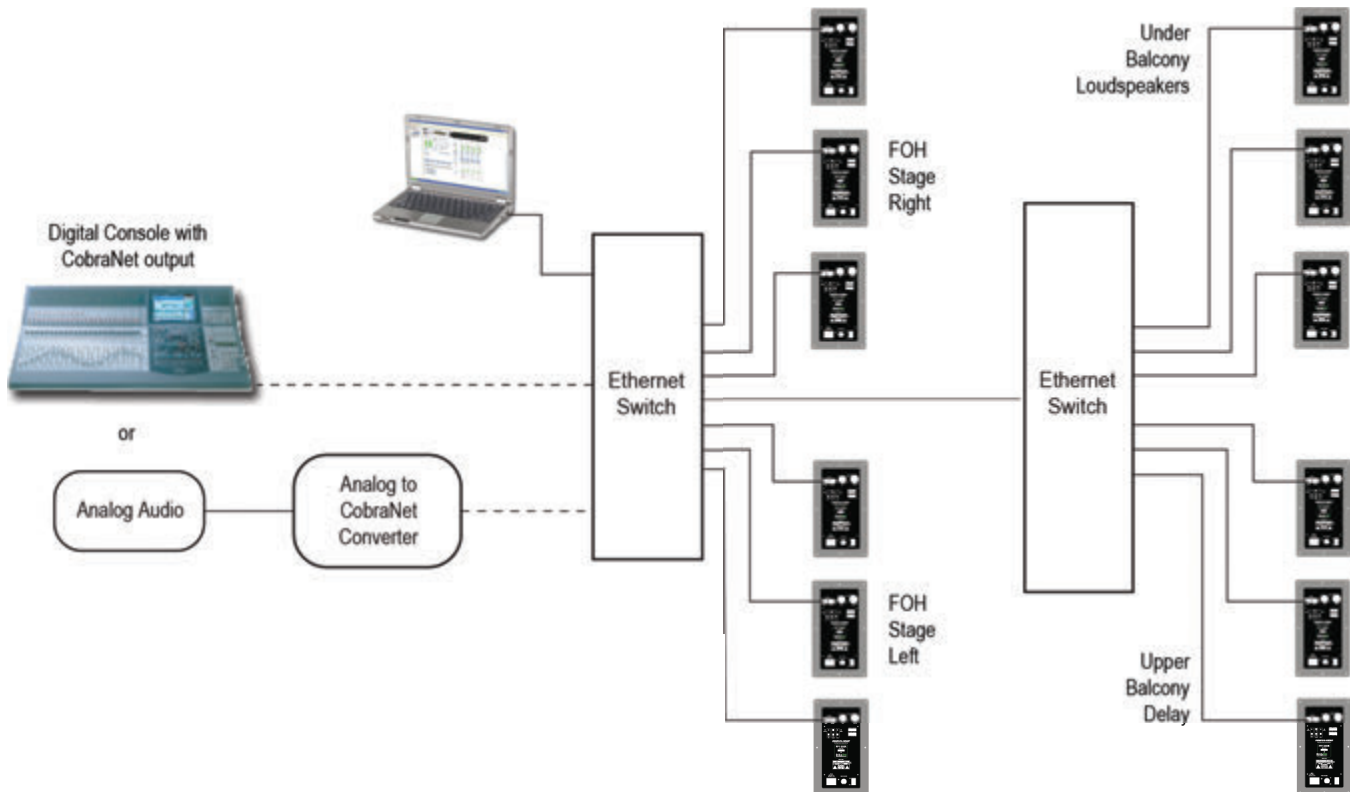 Under
Balcony
Loudspeakers
FOH
Stage
Right
Digital Console with
CobraNet output
Ethernet
Switch
Ethernet
Switch
or
Analog Audio
Analog to
CobraNet
Converter
FOH
Stage
Left
Upper
Balcony
Delay